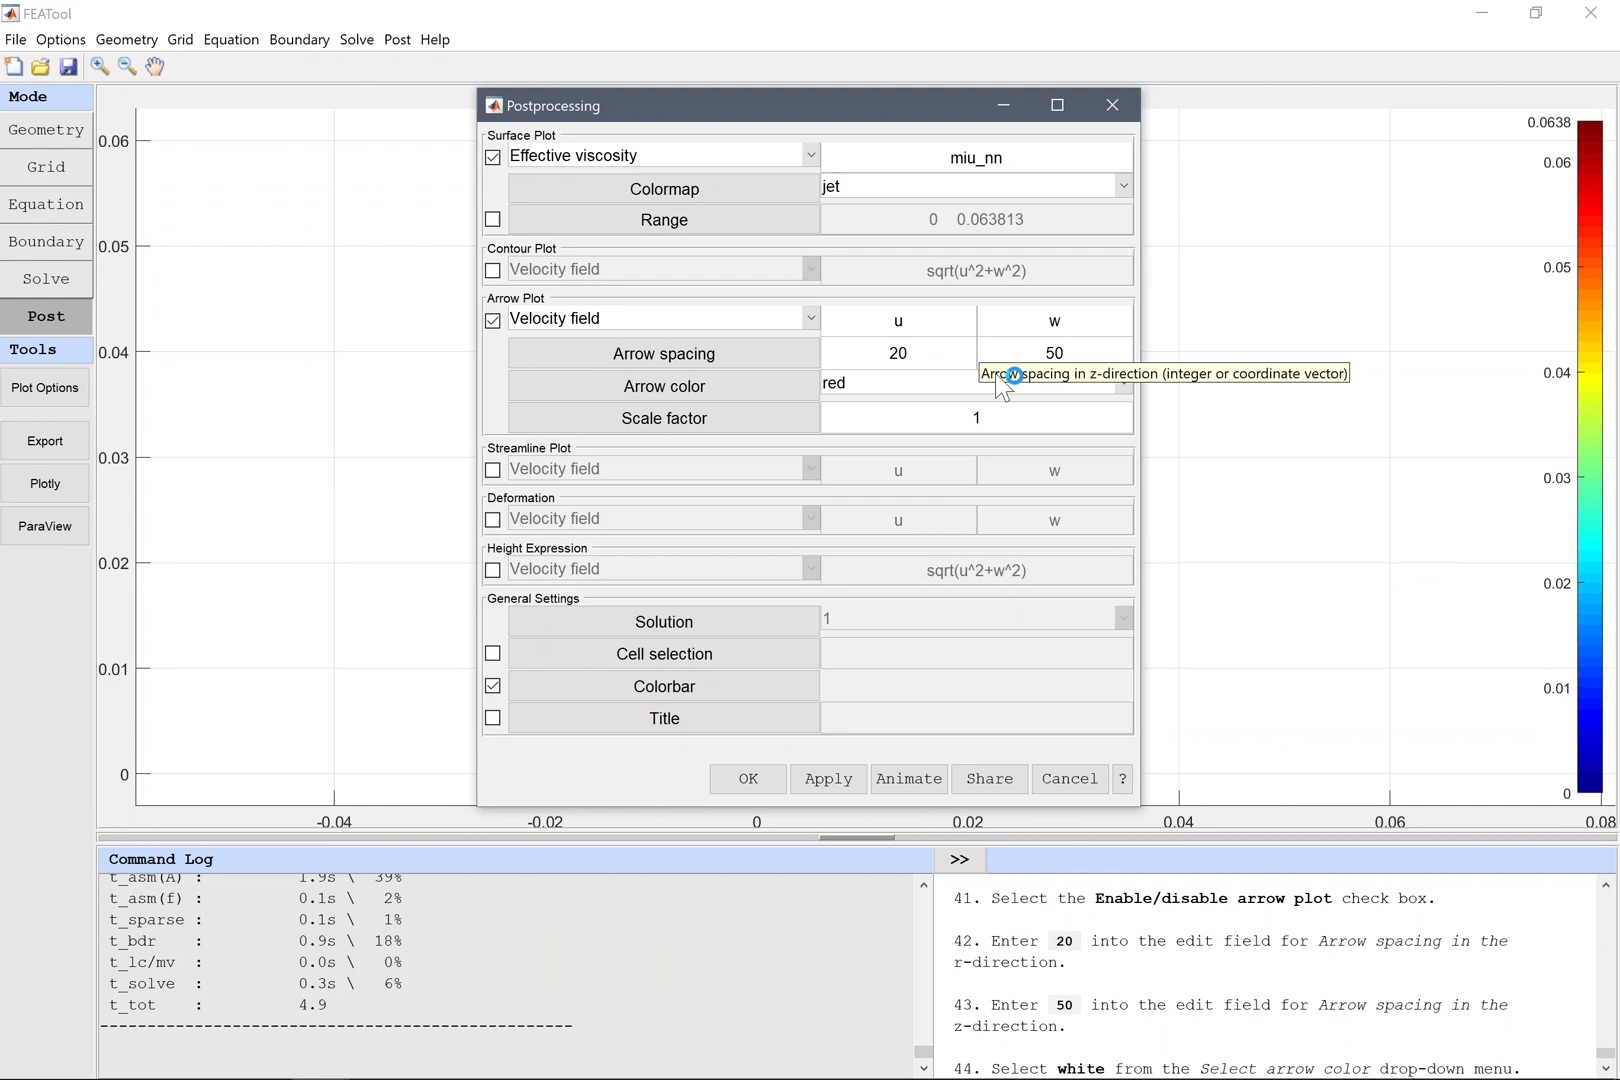 FEATool
File Options Geometry Grid Equation Boundary Solve Post Help
Mode
Geometry
Grid
Equation
Boundary
Solve
Post
Tools
Plot Options
Export
Plotly
ParaView
0.06
0.05
0.04
0.03
0.02
0.01
0
-0.04 -0.02 0 0.02 0.04 0.06 0.08
Postprocessing
Surface Plot
Effective viscosity miu_nn
Colormap jet
Range 0 0.063813
Contour Plot
Velocity field sqrt(u^2+w^2)
Arrow Plot
Velocity field u w
Arrow spacing 20 50
Arrow spacing in z-direction (integer or coordinate vector)
Arrow color red
Scale factor 1
Streamline Plot
Velocity field u w
Deformation
Velocity field u w
Height Expression
Velocity field sqrt(u^2+w^2)
General Settings
Solution 1
Cell selection
Colorbar
Title
OK Apply Animate Share Cancel ?
0.0638
0.06
0.05
0.04
0.03
0.02
0.01
0
Command Log
t_asm(A) : 1.9s \ 39%
t_asm(f) : 0.1s \ 2%
t_sparse : 0.1s \ 1%
t_bdr : 0.9s \ 18%
t_lc/mv : 0.0s \ 0%
t_solve : 0.3s \ 6%
t_tot : 4.9
--------------------------------------------------
>>
41. Select the Enable/disable arrow plot check box.
42. Enter 20 into the edit field for Arrow spacing in the
r-direction.
43. Enter 50 into the edit field for Arrow spacing in the
z-direction.
44. Select white from the Select arrow color drop-down menu.